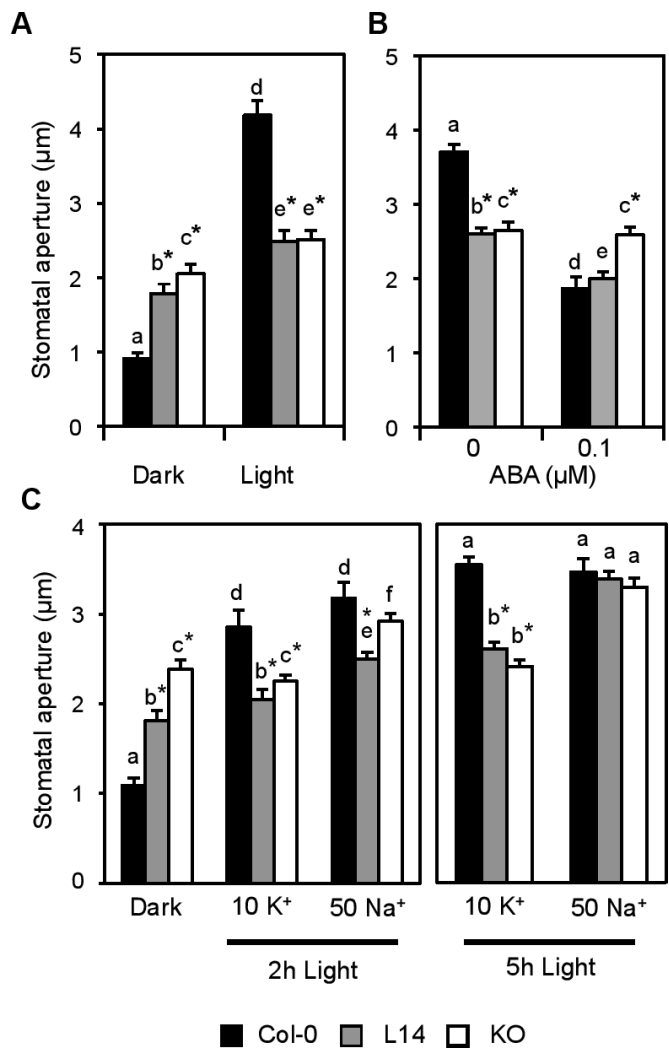 A
B
5
4
3
2
1
0
Stomatal aperture (µm)
a
b*
c*
d
e*
e*
Dark
Light
5
4
3
2
1
0
a
b*
c*
d
e
c*
0
0.1
ABA (µM)
C
4
3
2
1
0
Stomatal aperture (µm)
a
b*
c*
d
b*
c*
d
*
e
f
Dark
10 K⁺
50 Na⁺
2h Light
a
b*
b*
a
a
a
10 K⁺
50 Na⁺
5h Light
Col-0
L14
KO